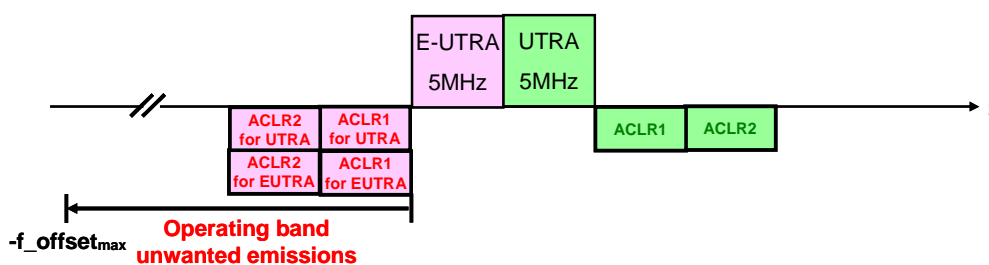 E-UTRA
5MHz
UTRA
5MHz
ACLR2
for UTRA
ACLR1
for UTRA
ACLR1
ACLR2
ACLR2
for EUTRA
ACLR1
for EUTRA
-f_offsetmax
Operating band
unwanted emissions